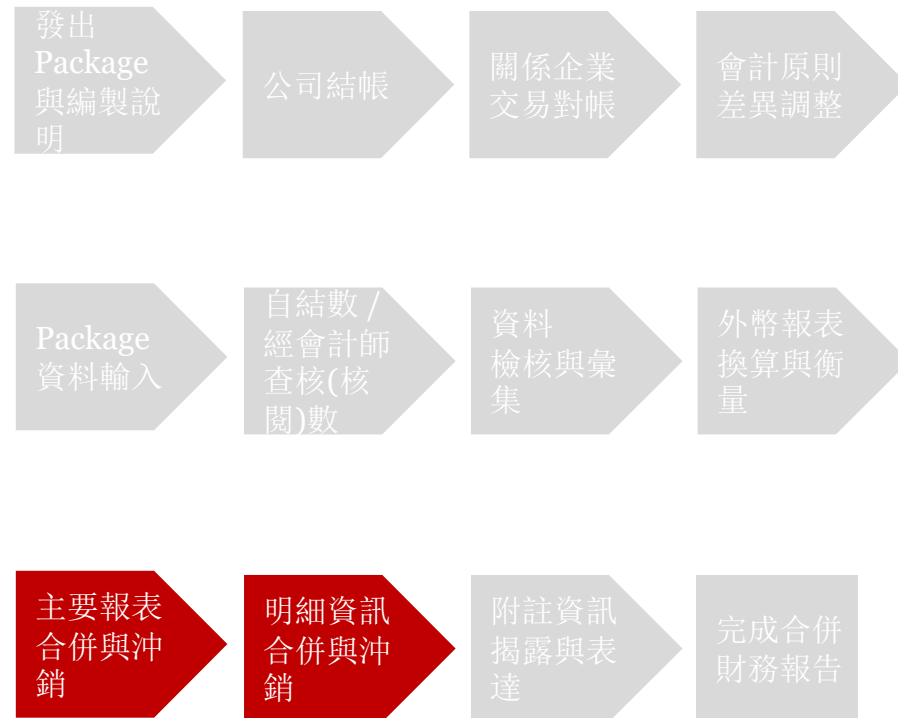 發出
Package
與編製說
明
公司結帳
關係企業
交易對帳
會計原則
差異調整
Package
資料輸入
自結數 /
經會計師
查核(核
閱)數
資料
檢核與彙
集
外幣報表
換算與衡
量
主要報表
合併與沖
銷
明細資訊
合併與沖
銷
附註資訊
揭露與表
達
完成合併
財務報告